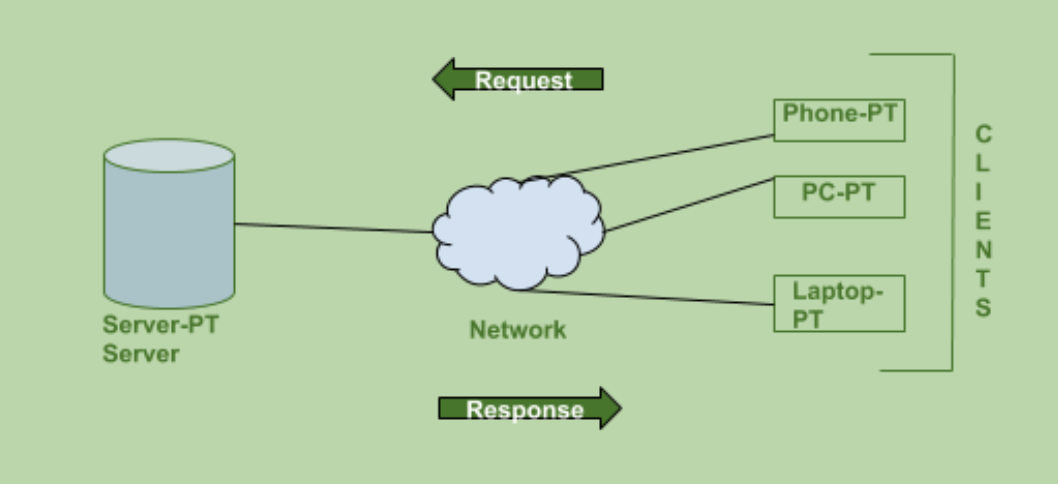 Request
Phone-PT
PC-PT
Laptop-
PT
CLIENTS
Server-PT
Server
Network
Response